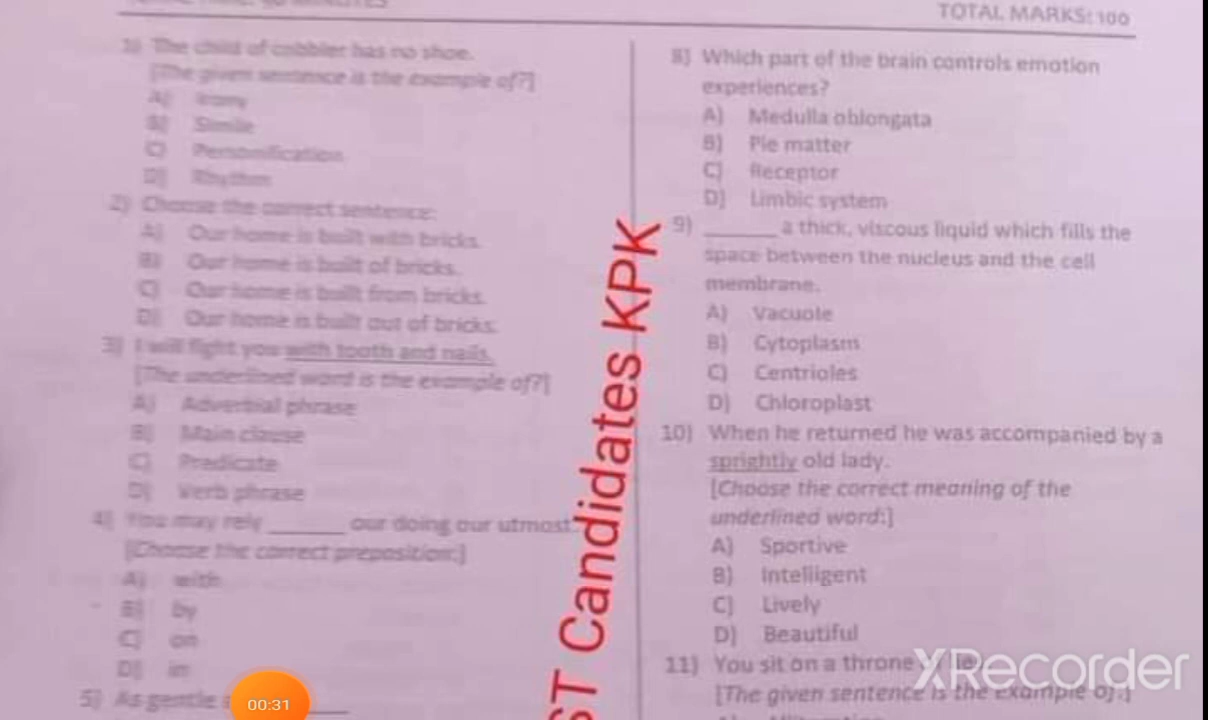 TOTAL MARKS: 100
1) The child of cobbler has no shoe.
[The given sentence is the example of?]
A) Irony
B) Simile
C) Personification
D) Rhythm
2) Choose the correct sentence:
A) Our home is built with bricks.
B) Our home is built of bricks.
C) Our home is built from bricks.
D) Our home is built out of bricks.
3) I will fight you with tooth and nails.
[The underlined word is the example of?]
A) Adverbial phrase
B) Main clause
C) Predicate
D) Verb phrase
4) You may rely ______ our doing our utmost.
[Choose the correct preposition:]
A) with
B) by
C) on
D) in
5) As gentle
00:31
ST Candidates KPK
8) Which part of the brain controls emotion
experiences?
A) Medulla oblongata
B) Pie matter
C) Receptor
D) Limbic system
9) ______ a thick, viscous liquid which fills the
space between the nucleus and the cell
membrane.
A) Vacuole
B) Cytoplasm
C) Centrioles
D) Chloroplast
10) When he returned he was accompanied by a
sprightly old lady.
[Choose the correct meaning of the
underlined word:]
A) Sportive
B) Intelligent
C) Lively
D) Beautiful
11) You sit on a throne
[The given sentence is the example of:]
XRecorder